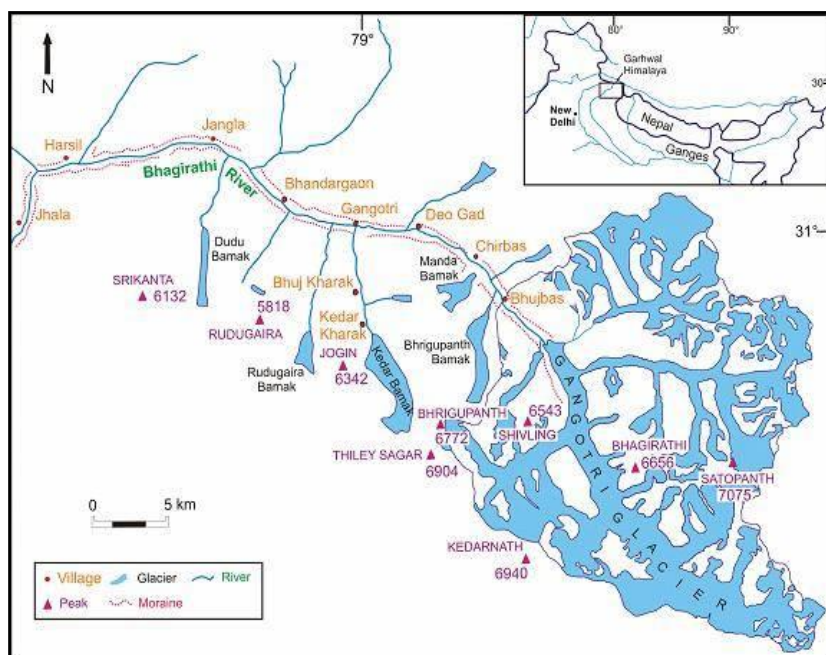 79°
N
80°
90°
Garhwal
Himalaya
30°
New
Delhi
Nepal
Ganges
Jangla
Harsil
Bhagirathi
River
Bhandargaon
Gangotri
Deo Gad
Jhala
31°
Chirbas
Dudu
Bamak
Manda
Bamak
SRIKANTA
6132
Bhuj Kharak
Bhujbas
5818
RUDUGAIRA
Kedar
Kharak
Rudugaira
Bamak
JOGIN
6342
Kedar Bamak
Bhrigupanth
Bamak
GANGOTRI GLACIER
BHRIGUPANTH
6772
6543
SHIVLING
THILEY SAGAR
6904
BHAGIRATHI
6656
SATOPANTH
7075
0
5 km
KEDARNATH
6940
Village
Glacier
River
Peak
Moraine